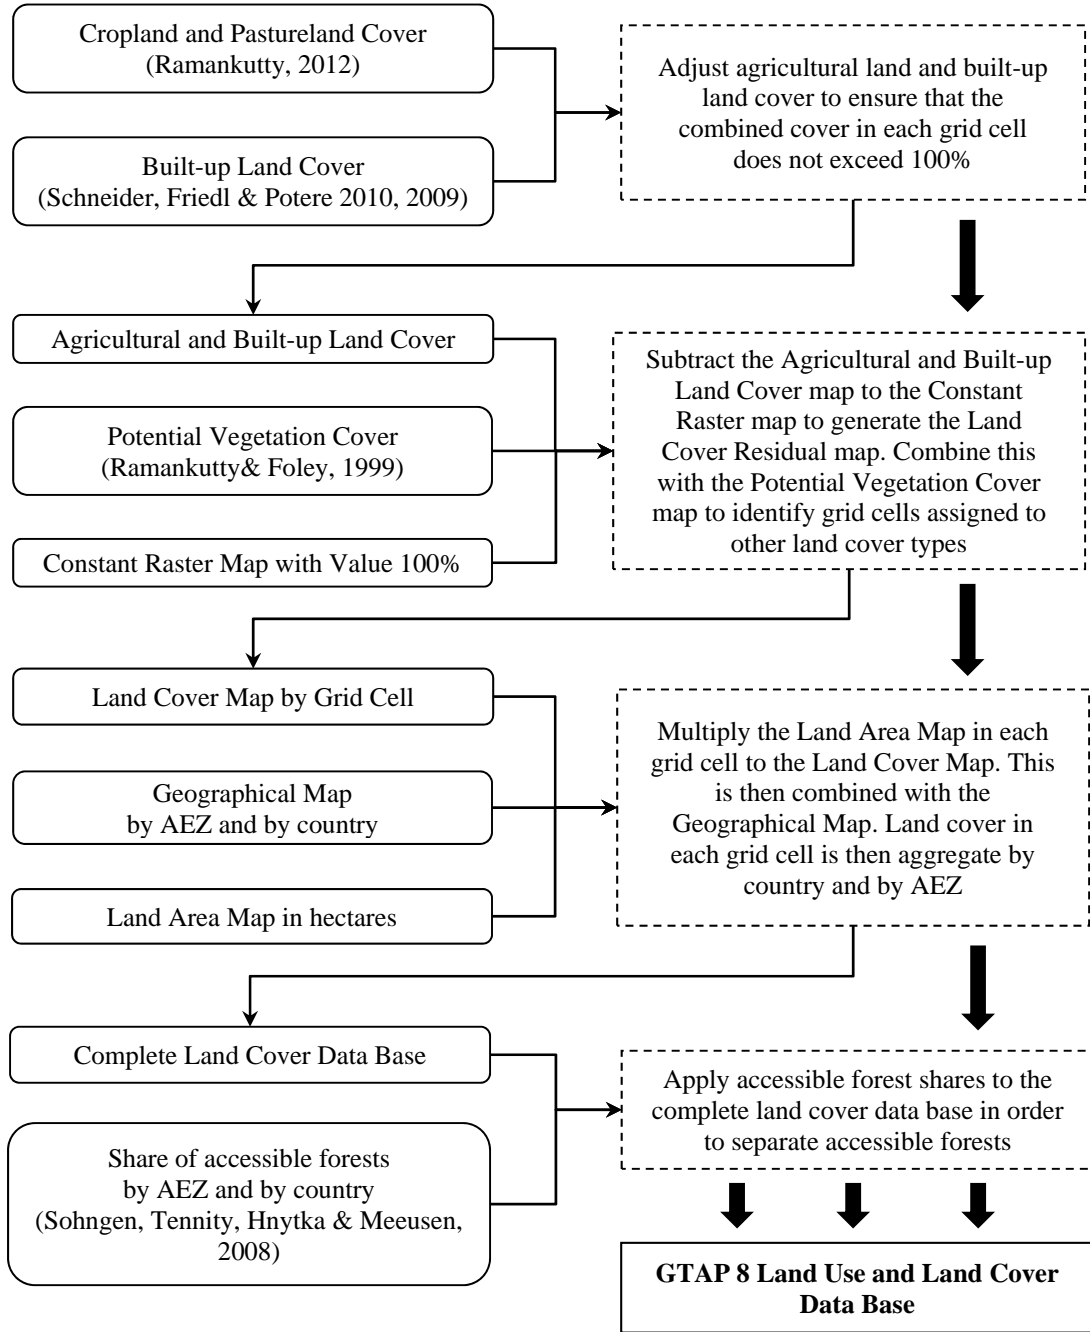 Cropland and Pastureland Cover
(Ramankutty, 2012)
Adjust agricultural land and built-up
land cover to ensure that the
combined cover in each grid cell
does not exceed 100%
Built-up Land Cover
(Schneider, Friedl & Potere 2010, 2009)
Agricultural and Built-up Land Cover
Potential Vegetation Cover
(Ramankutty& Foley, 1999)
Constant Raster Map with Value 100%
Subtract the Agricultural and Built-up
Land Cover map to the Constant
Raster map to generate the Land
Cover Residual map. Combine this
with the Potential Vegetation Cover
map to identify grid cells assigned to
other land cover types
Land Cover Map by Grid Cell
Geographical Map
by AEZ and by country
Land Area Map in hectares
Multiply the Land Area Map in each
grid cell to the Land Cover Map. This
is then combined with the
Geographical Map. Land cover in
each grid cell is then aggregate by
country and by AEZ
Complete Land Cover Data Base
Share of accessible forests
by AEZ and by country
(Sohngen, Tennity, Hnytka & Meeusen,
2008)
Apply accessible forest shares to the
complete land cover data base in order
to separate accessible forests
GTAP 8 Land Use and Land Cover
Data Base